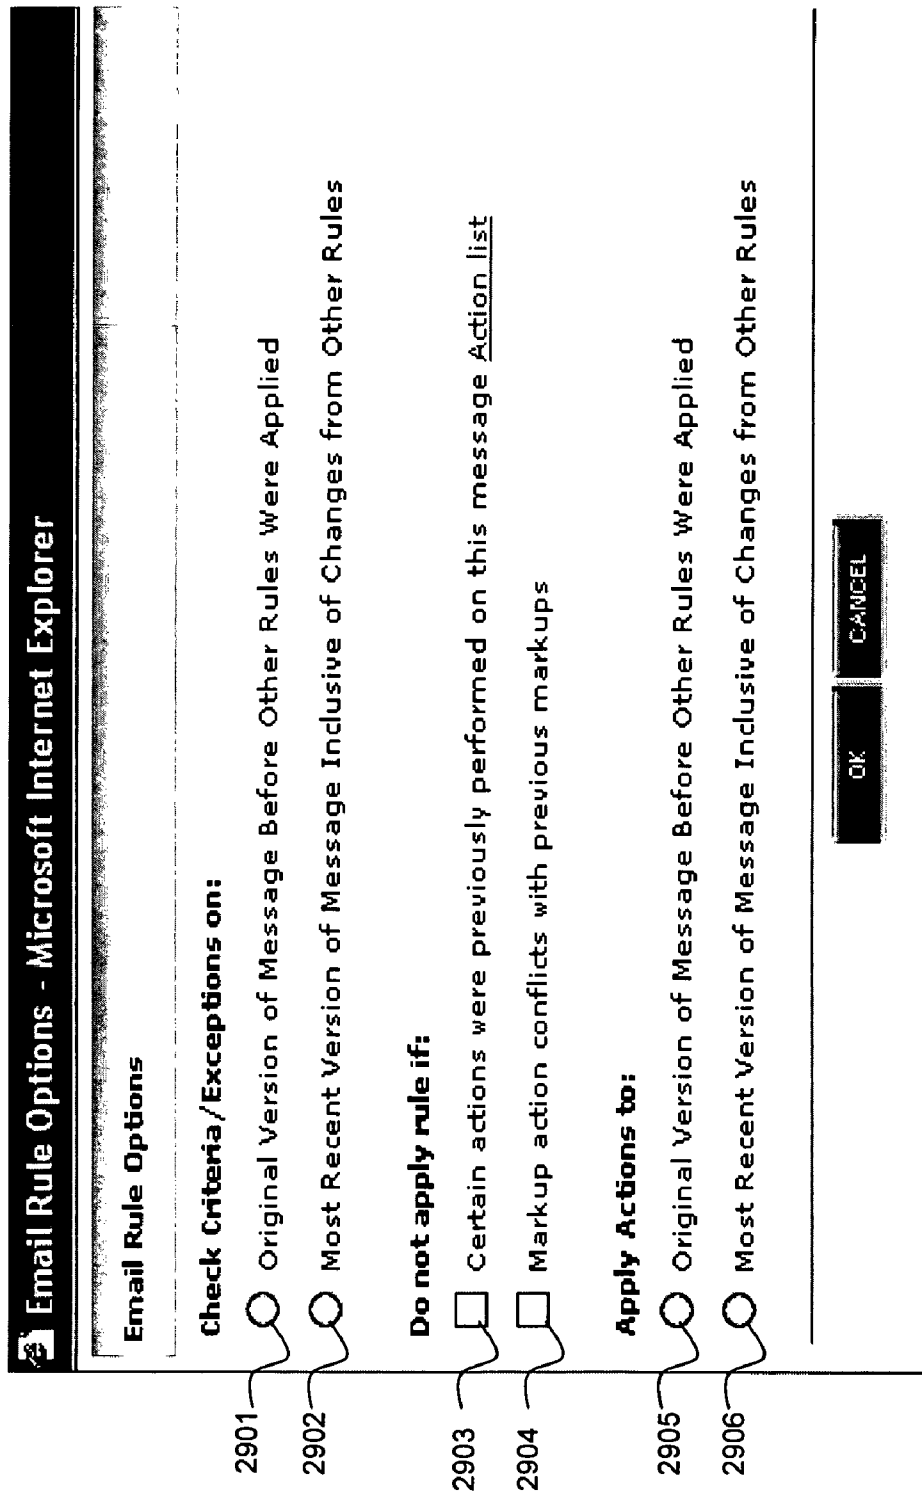 Email Rule Options - Microsoft Internet Explorer
Email Rule Options
Check Criteria/Exceptions on:
2901 Original Version of Message Before Other Rules Were Applied
2902 Most Recent Version of Message Inclusive of Changes from Other Rules
Do not apply rule if:
2903 Certain actions were previously performed on this message Action list
2904 Markup action conflicts with previous markups
Apply Actions to:
2905 Original Version of Message Before Other Rules Were Applied
2906 Most Recent Version of Message Inclusive of Changes from Other Rules
OK CANCEL